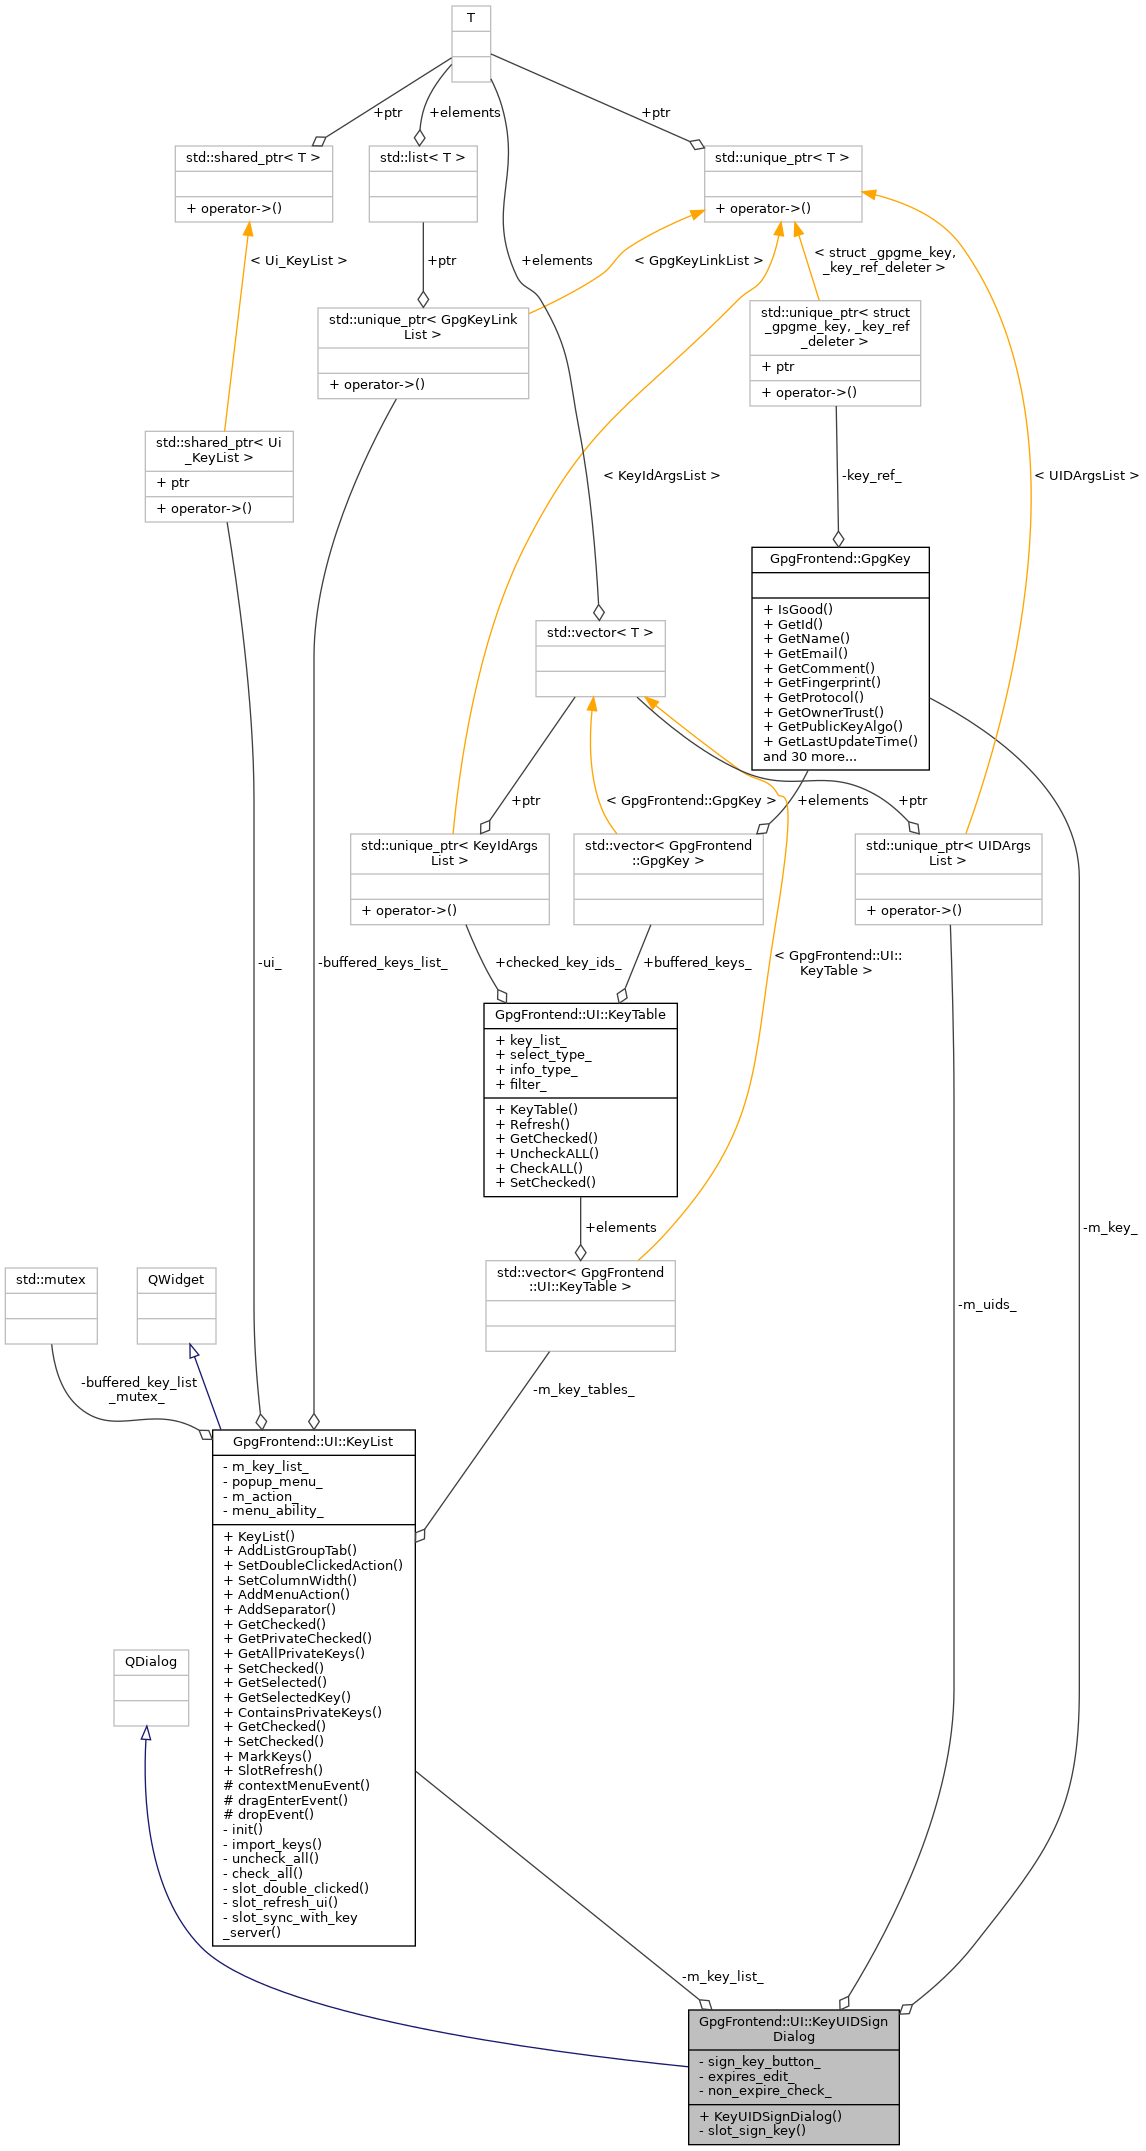 T
+ptr
+elements
+ptr
std::shared_ptr< T >
+ operator->()
std::list< T >
std::unique_ptr< T >
+ operator->()
< Ui_KeyList >
+ptr
+elements
< GpgKeyLinkList >
< struct _gpgme_key,
_key_ref_deleter >
std::unique_ptr< GpgKeyLink
List >
+ operator->()
std::unique_ptr< struct
_gpgme_key, _key_ref
_deleter >
+ ptr
+ operator->()
std::shared_ptr< Ui
_KeyList >
+ ptr
+ operator->()
< KeyIdArgsList >
-key_ref_
< UIDArgsList >
GpgFrontend::GpgKey
+ IsGood()
+ GetId()
+ GetName()
+ GetEmail()
+ GetComment()
+ GetFingerprint()
+ GetProtocol()
+ GetOwnerTrust()
+ GetPublicKeyAlgo()
+ GetLastUpdateTime()
and 30 more...
std::vector< T >
+ptr
< GpgFrontend::GpgKey >
+elements
+ptr
std::unique_ptr< KeyIdArgs
List >
+ operator->()
std::vector< GpgFrontend
::GpgKey >
std::unique_ptr< UIDArgs
List >
+ operator->()
-ui_
-buffered_keys_list_
+checked_key_ids_
+buffered_keys_
< GpgFrontend::UI::
KeyTable >
GpgFrontend::UI::KeyTable
+ key_list_
+ select_type_
+ info_type_
+ filter_
+ KeyTable()
+ Refresh()
+ GetChecked()
+ UncheckALL()
+ CheckALL()
+ SetChecked()
+elements
-m_key_
std::mutex
QWidget
std::vector< GpgFrontend
::UI::KeyTable >
-m_uids_
-buffered_key_list
_mutex_
-m_key_tables_
GpgFrontend::UI::KeyList
- m_key_list_
- popup_menu_
- m_action_
- menu_ability_
+ KeyList()
+ AddListGroupTab()
+ SetDoubleClickedAction()
+ SetColumnWidth()
+ AddMenuAction()
+ AddSeparator()
+ GetChecked()
+ GetPrivateChecked()
+ GetAllPrivateKeys()
+ SetChecked()
+ GetSelected()
+ GetSelectedKey()
+ ContainsPrivateKeys()
+ GetChecked()
+ SetChecked()
+ MarkKeys()
+ SlotRefresh()
# contextMenuEvent()
# dragEnterEvent()
# dropEvent()
- init()
- import_keys()
- uncheck_all()
- check_all()
- slot_double_clicked()
- slot_refresh_ui()
- slot_sync_with_key
_server()
QDialog
-m_key_list_
GpgFrontend::UI::KeyUIDSign
Dialog
- sign_key_button_
- expires_edit_
- non_expire_check_
+ KeyUIDSignDialog()
- slot_sign_key()